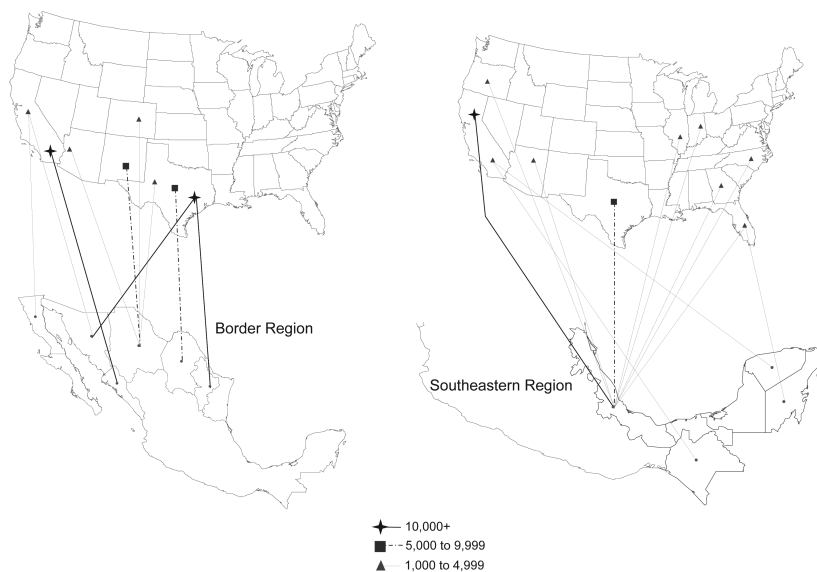 Border Region
Southeastern Region
10,000+
5,000 to 9,999
1,000 to 4,999